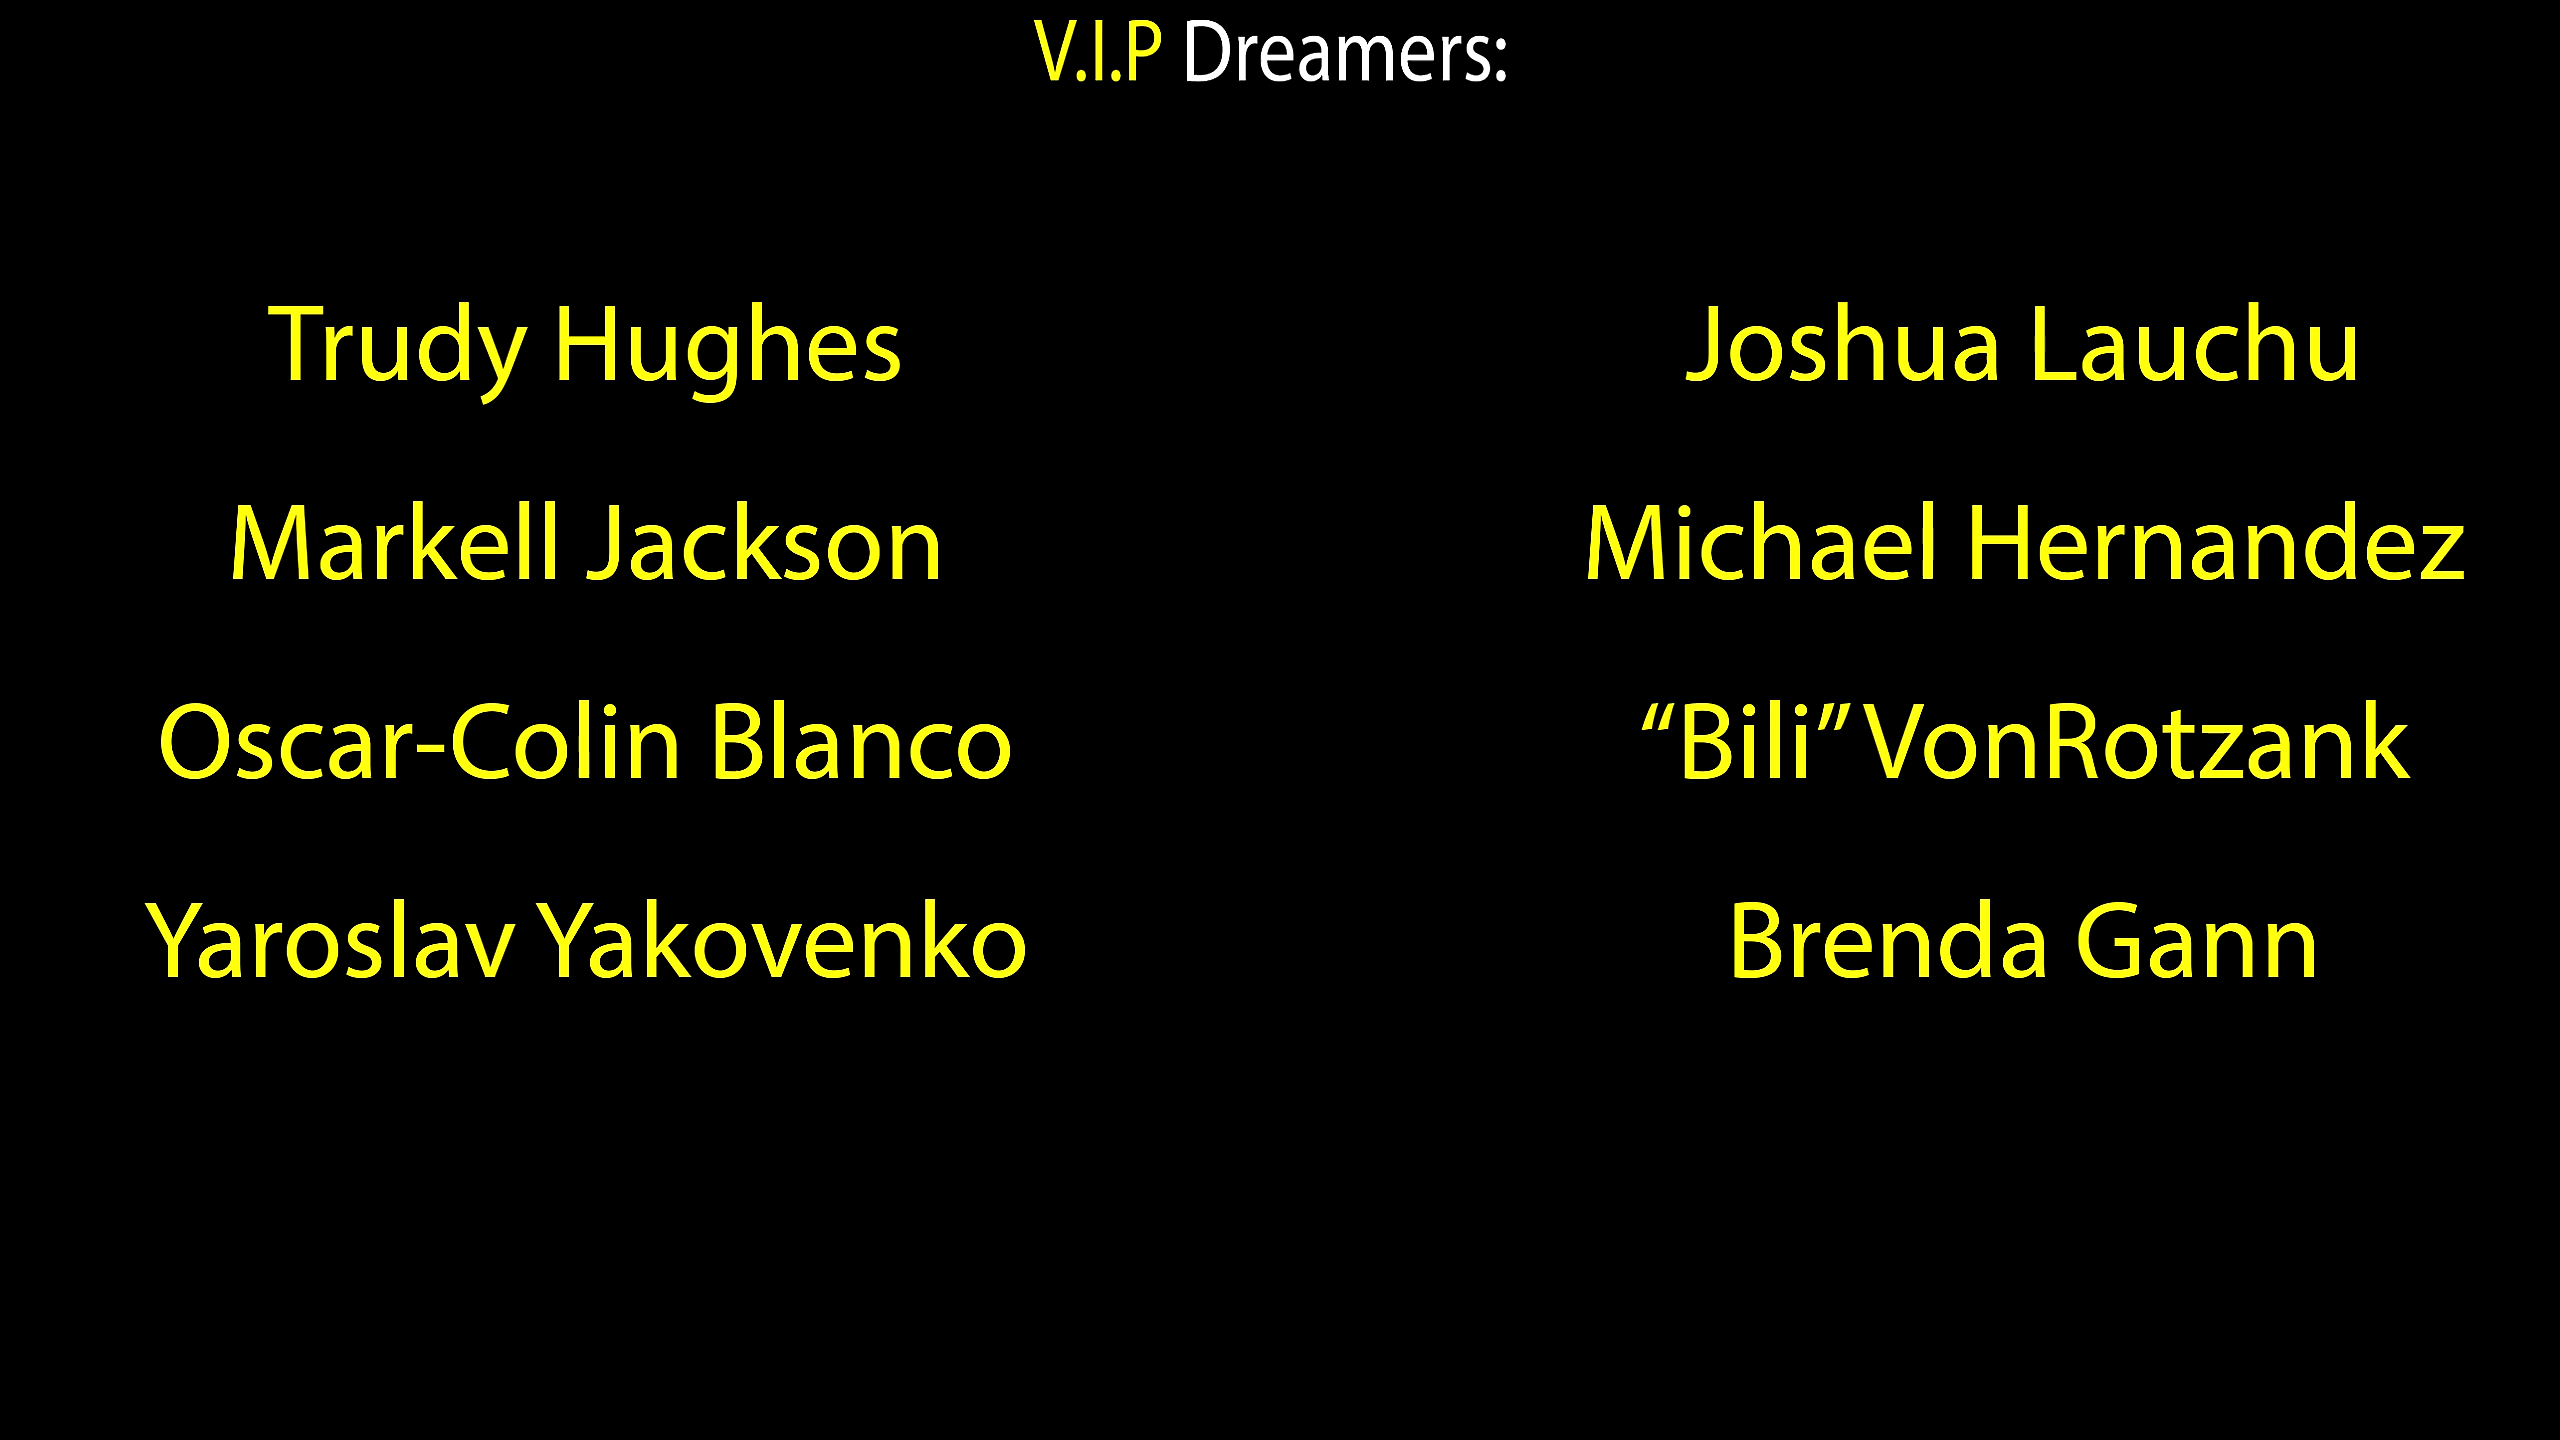 V.I.P Dreamers:
Trudy Hughes
Markell Jackson
Oscar-Colin Blanco
Yaroslav Yakovenko
Joshua Lauchu
Michael Hernandez
“Bili” VonRotzank
Brenda Gann